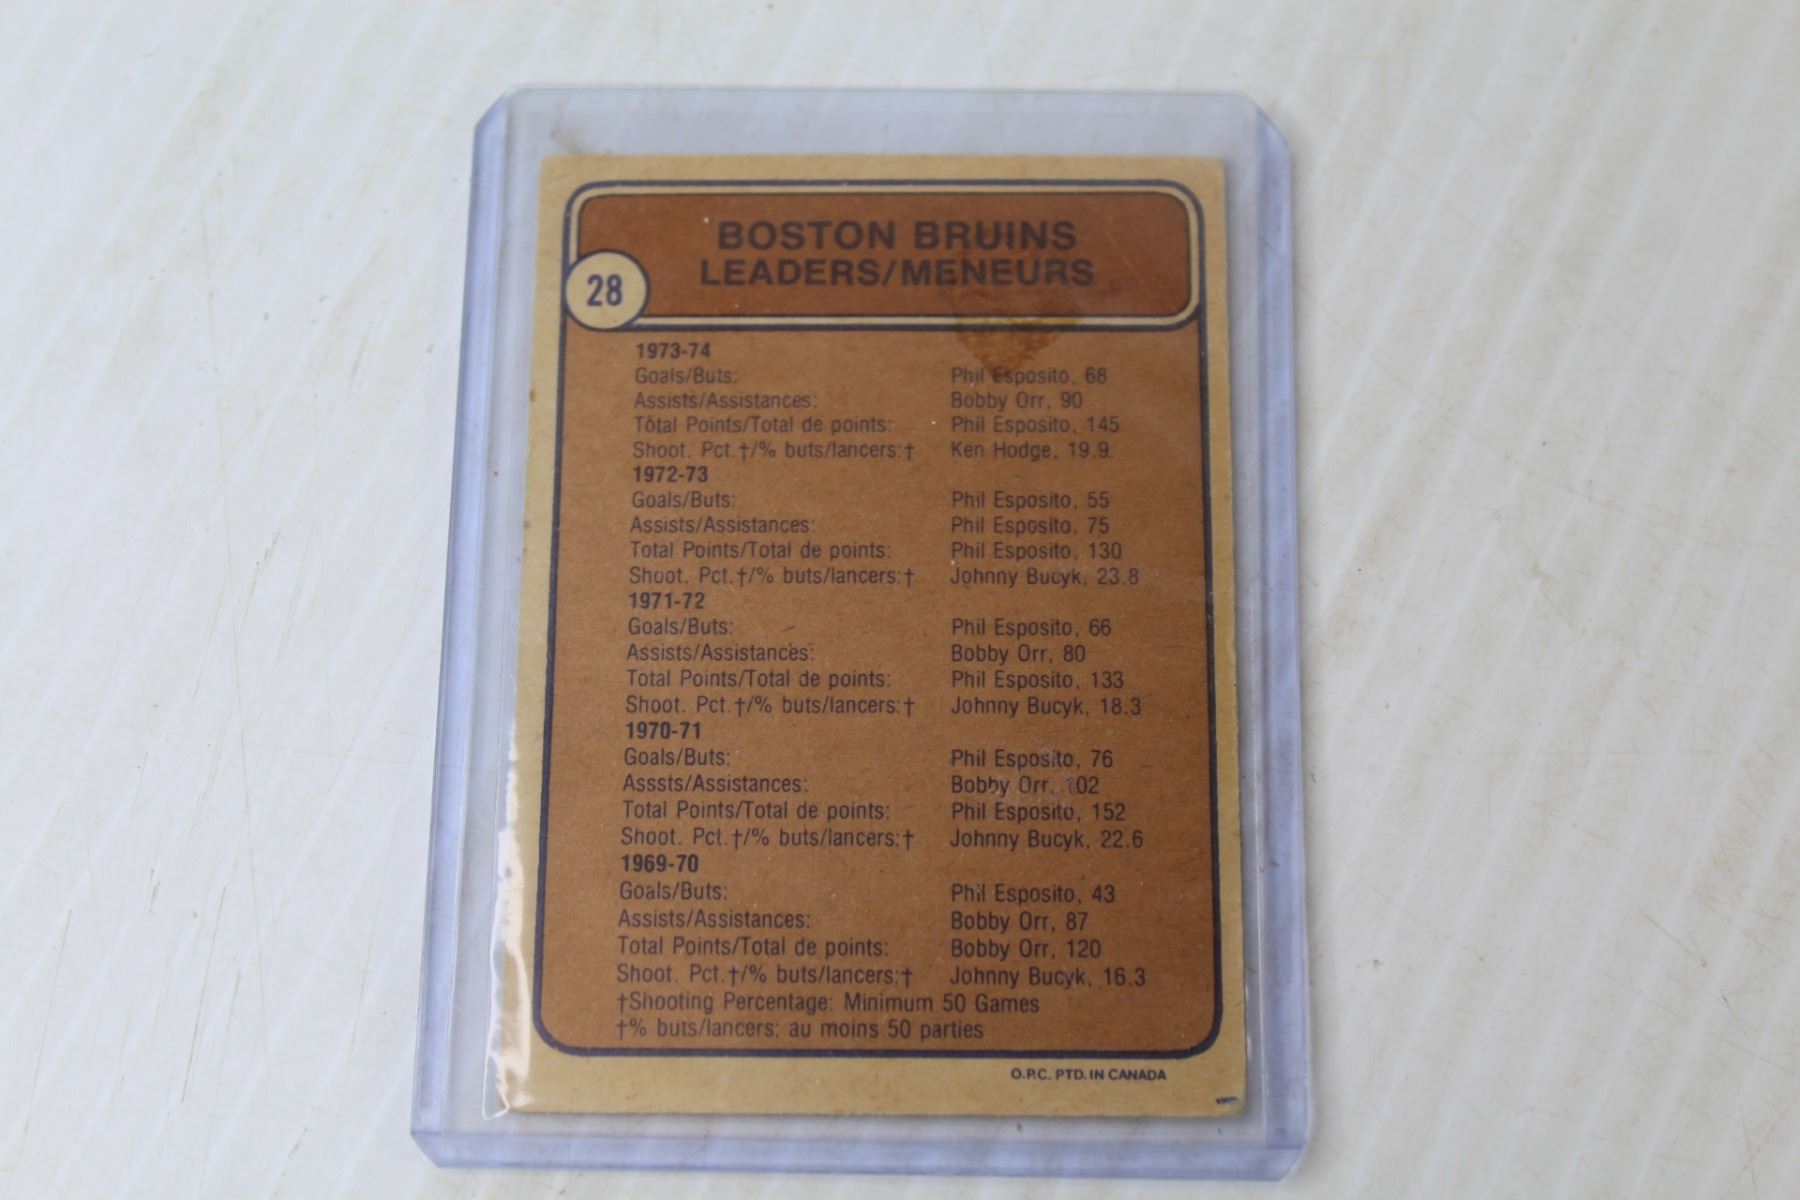 BOSTON BRUINS
LEADERS/MENEURS
28
1973-74
Goals/Buts: Phil Esposito, 68
Assists/Assistances: Bobby Orr, 90
Total Points/Total de points: Phil Esposito, 145
Shoot. Pct.†/% buts/lancers:† Ken Hodge, 19.9
1972-73
Goals/Buts: Phil Esposito, 55
Assists/Assistances: Phil Esposito, 75
Total Points/Total de points: Phil Esposito, 130
Shoot. Pct.†/% buts/lancers:† Johnny Bucyk, 23.8
1971-72
Goals/Buts: Phil Esposito, 66
Assists/Assistances: Bobby Orr, 80
Total Points/Total de points: Phil Esposito, 133
Shoot. Pct.†/% buts/lancers:† Johnny Bucyk, 18.3
1970-71
Goals/Buts: Phil Esposito, 76
Asssts/Assistances: Bobby Orr, 102
Total Points/Total de points: Phil Esposito, 152
Shoot. Pct.†/% buts/lancers:† Johnny Bucyk, 22.6
1969-70
Goals/Buts: Phil Esposito, 43
Assists/Assistances: Bobby Orr, 87
Total Points/Total de points: Bobby Orr, 120
Shoot. Pct.†/% buts/lancers:† Johnny Bucyk, 16.3
†Shooting Percentage: Minimum 50 Games
†% buts/lancers: au moins 50 parties
O.P.C. PTD. IN CANADA